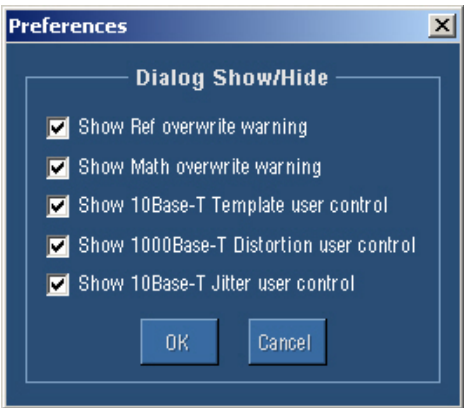 Preferences
Dialog Show/Hide
Show Ref overwrite warning
Show Math overwrite warning
Show 10Base-T Template user control
Show 1000Base-T Distortion user control
Show 10Base-T Jitter user control
OK Cancel